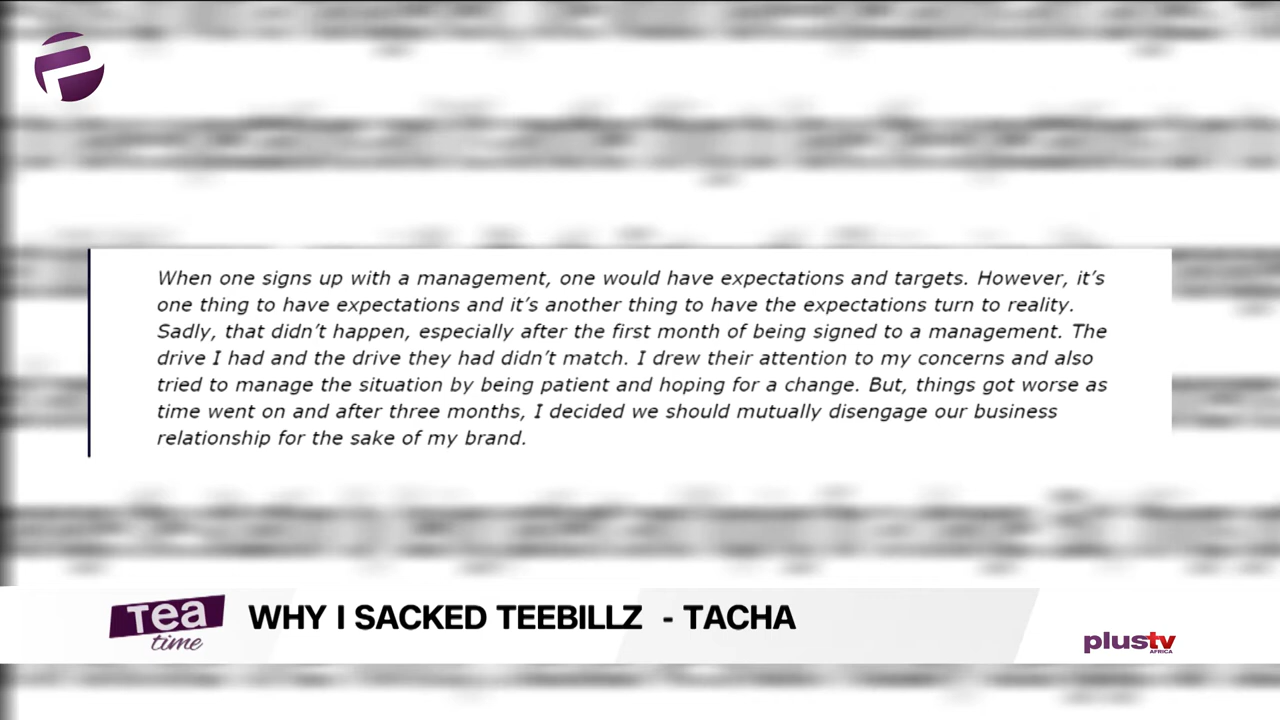 When one signs up with a management, one would have expectations and targets. However, it’s
one thing to have expectations and it’s another thing to have the expectations turn to reality.
Sadly, that didn’t happen, especially after the first month of being signed to a management. The
drive I had and the drive they had didn’t match. I drew their attention to my concerns and also
tried to manage the situation by being patient and hoping for a change. But, things got worse as
time went on and after three months, I decided we should mutually disengage our business
relationship for the sake of my brand.
Tea
time
WHY I SACKED TEEBILLZ - TACHA
plustv
AFRICA